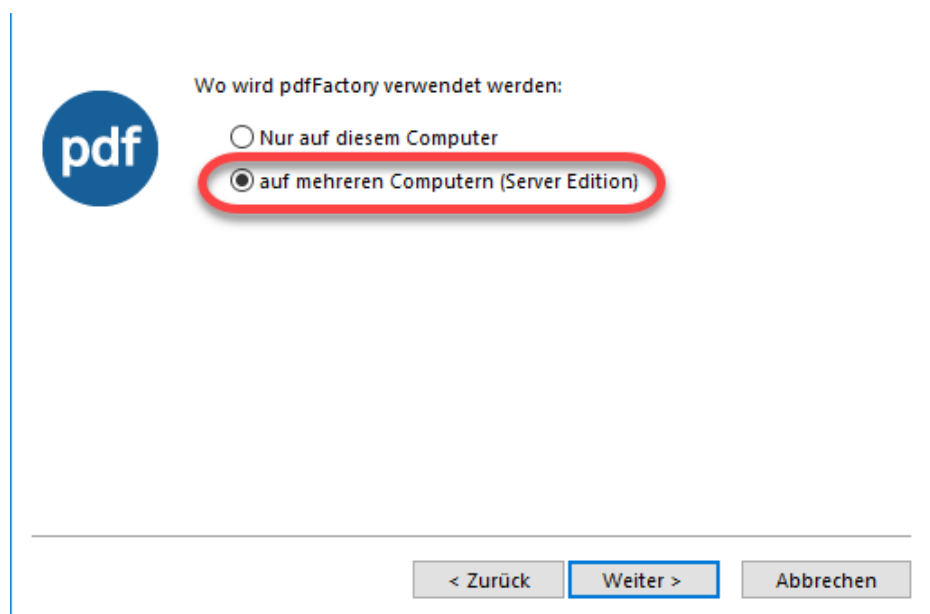 Wo wird pdfFactory verwendet werden:
pdf
Nur auf diesem Computer
auf mehreren Computern (Server Edition)
< Zurück
Weiter >
Abbrechen